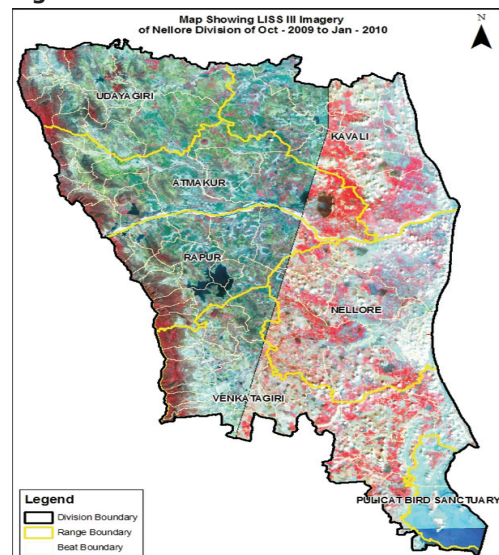 Map Showing LISS III Imagery
of Nellore Division of Oct - 2009 to Jan - 2010
N
UDAYAGIRI
KAVALI
ATMAKUR
RAPUR
NELLORE
VENKATAGIRI
PULICAT BIRD SANCTUARY
Legend
Division Boundary
Range Boundary
Beat Boundary